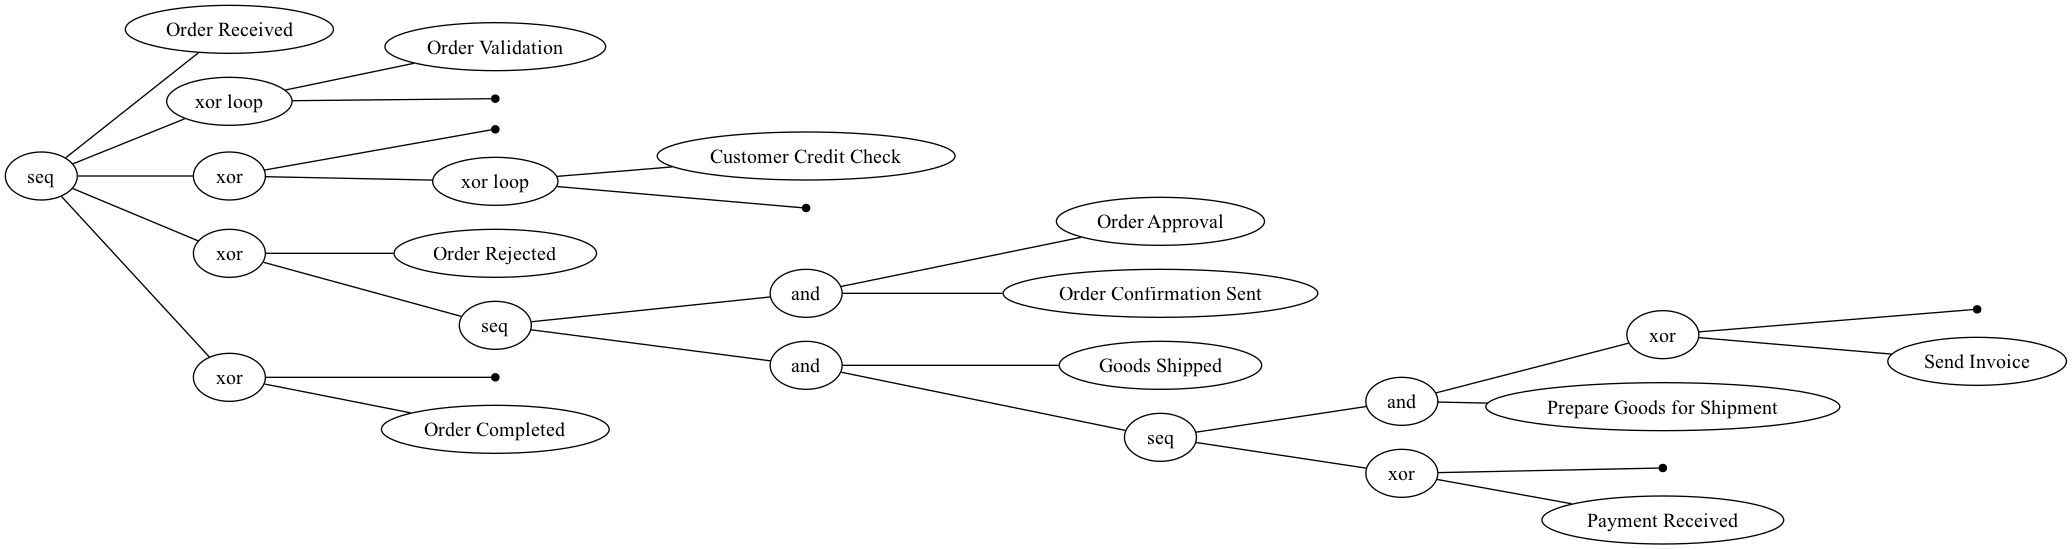 Order Received
Order Validation
xor loop
seq
xor
xor loop
Customer Credit Check
xor
Order Rejected
seq
and
Order Approval
Order Confirmation Sent
and
Goods Shipped
seq
and
xor
Send Invoice
Prepare Goods for Shipment
xor
Payment Received
xor
Order Completed